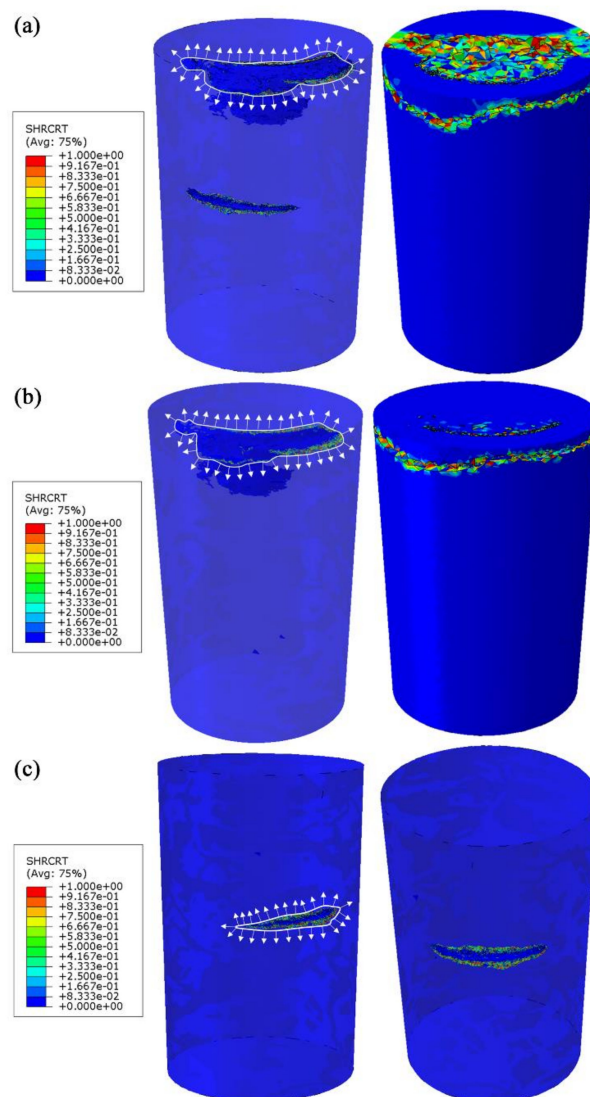 (a)
SHRCRT
(Avg: 75%)
+1.000e+00
+9.167e-01
+8.333e-01
+7.500e-01
+6.667e-01
+5.833e-01
+5.000e-01
+4.167e-01
+3.333e-01
+2.500e-01
+1.667e-01
+8.333e-02
+0.000e+00
(b)
SHRCRT
(Avg: 75%)
+1.000e+00
+9.167e-01
+8.333e-01
+7.500e-01
+6.667e-01
+5.833e-01
+5.000e-01
+4.167e-01
+3.333e-01
+2.500e-01
+1.667e-01
+8.333e-02
+0.000e+00
(c)
SHRCRT
(Avg: 75%)
+1.000e+00
+9.167e-01
+8.333e-01
+7.500e-01
+6.667e-01
+5.833e-01
+5.000e-01
+4.167e-01
+3.333e-01
+2.500e-01
+1.667e-01
+8.333e-02
+0.000e+00